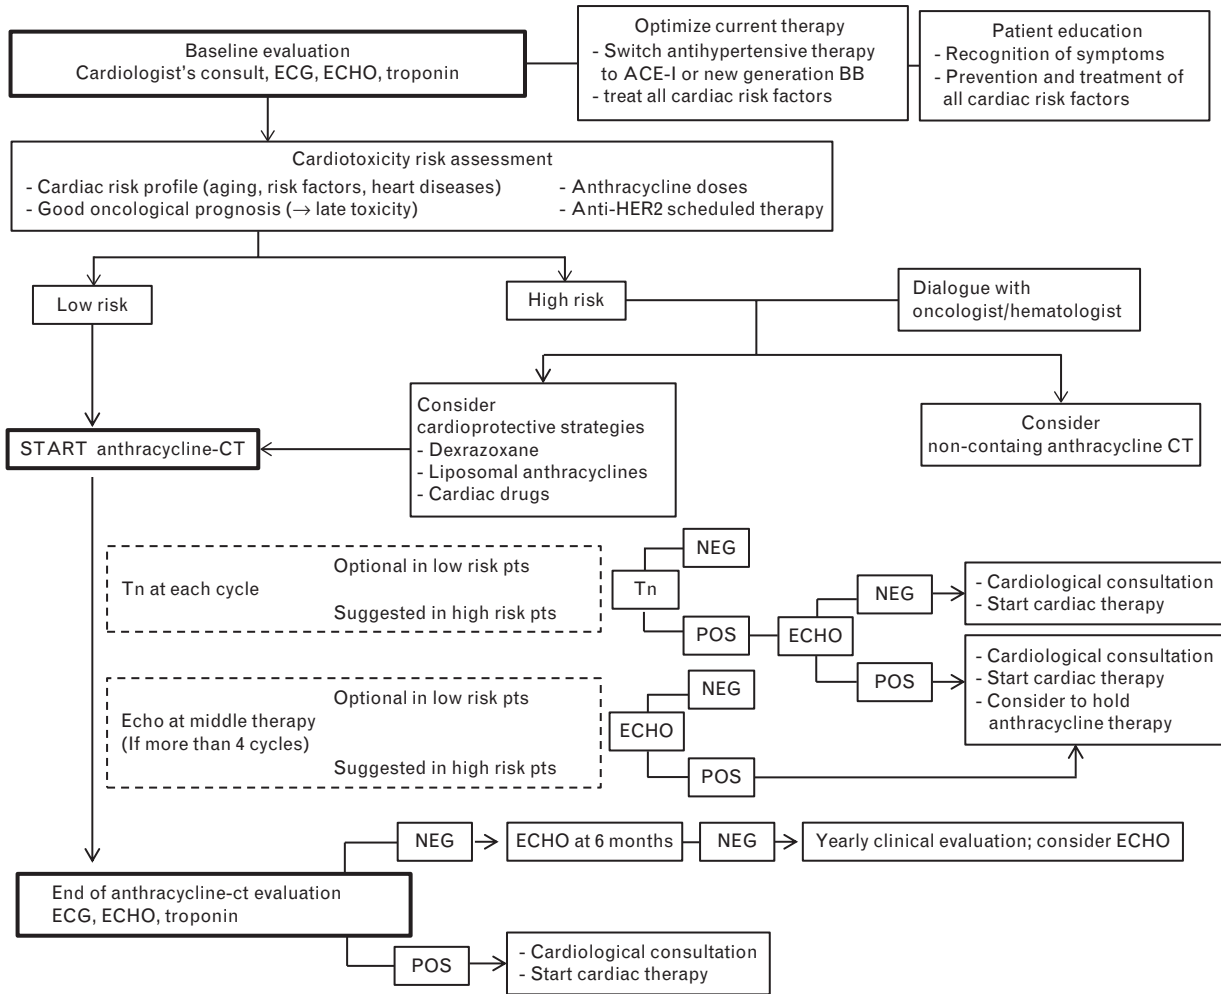 Baseline evaluation
Cardiologist's consult, ECG, ECHO, troponin
Optimize current therapy
- Switch antihypertensive therapy
to ACE-I or new generation BB
- treat all cardiac risk factors
Patient education
- Recognition of symptoms
- Prevention and treatment of
all cardiac risk factors
Cardiotoxicity risk assessment
- Cardiac risk profile (aging, risk factors, heart diseases)
- Good oncological prognosis (→ late toxicity)
- Anthracycline doses
- Anti-HER2 scheduled therapy
Low risk
High risk
Dialogue with
oncologist/hematologist
Consider
cardioprotective strategies
- Dexrazoxane
- Liposomal anthracyclines
- Cardiac drugs
Consider
non-containg anthracycline CT
START anthracycline-CT
Tn at each cycle
Optional in low risk pts
Suggested in high risk pts
Tn
NEG
POS
ECHO
NEG
- Cardiological consultation
- Start cardiac therapy
POS
- Cardiological consultation
- Start cardiac therapy
- Consider to hold
anthracycline therapy
Echo at middle therapy
(If more than 4 cycles)
Optional in low risk pts
Suggested in high risk pts
ECHO
NEG
POS
End of anthracycline-ct evaluation
ECG, ECHO, troponin
NEG
ECHO at 6 months
NEG
Yearly clinical evaluation; consider ECHO
POS
- Cardiological consultation
- Start cardiac therapy